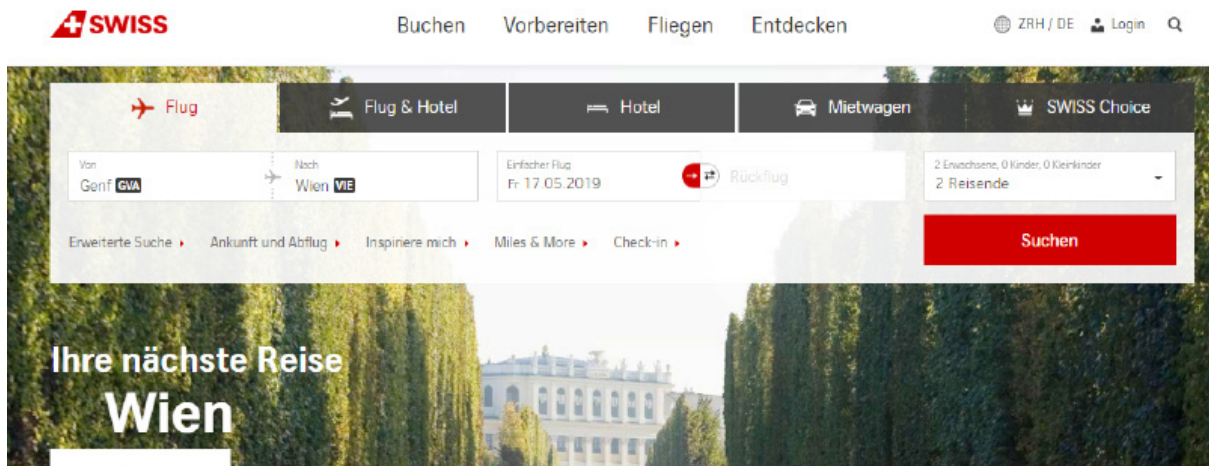 SWISS
Buchen Vorbereiten Fliegen Entdecken
ZRH / DE Login
Flug Flug & Hotel Hotel Mietwagen SWISS Choice
Von Nach Einfacher Flug 2 Erwachsene, 0 Kinder, 0 Kleinkinder
Genf GVA Wien VIE Fr 17.05.2019 Rückflug 2 Reisende
Erweiterte Suche Ankunft und Abflug Inspiriere mich Miles & More Check-in Suchen
Ihre nächste Reise
Wien